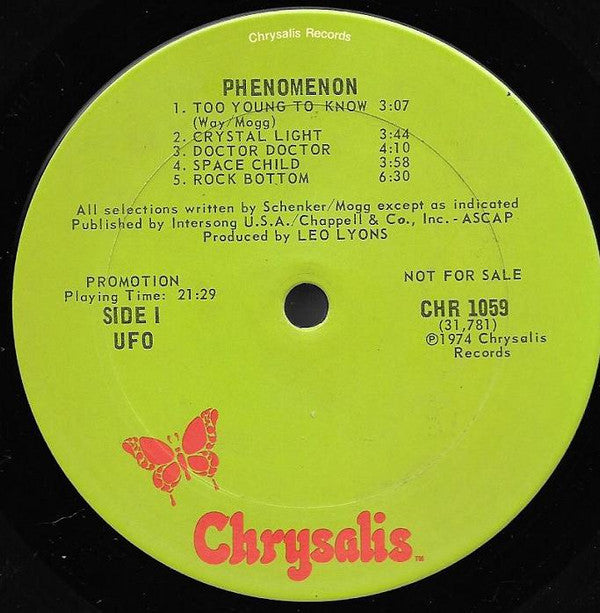 Chrysalis Records
PHENOMENON
1. TOO YOUNG TO KNOW 3:07
(Way/Mogg)
2. CRYSTAL LIGHT 3:44
3. DOCTOR DOCTOR 4:10
4. SPACE CHILD 3:58
5. ROCK BOTTOM 6:30
All selections written by Schenker/Mogg except as indicated
Published by Intersong U.S.A./Chappell & Co., Inc. - ASCAP
Produced by LEO LYONS
PROMOTION
Playing Time: 21:29
SIDE I
UFO
NOT FOR SALE
CHR 1059
(31,781)
℗1974 Chrysalis
Records
Chrysalis™